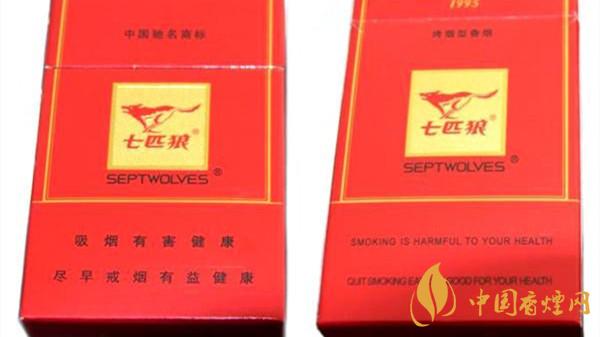 中国驰名商标
七匹狼®
SEPTWOLVES®
吸烟有害健康
尽早戒烟有益健康
1995
烤烟型香烟
七匹狼®
SEPTWOLVES®
SMOKING IS HARMFUL TO YOUR HEALTH
QUIT SMOKING EA GOOD FOR YOUR HEALTH
中国香烟网